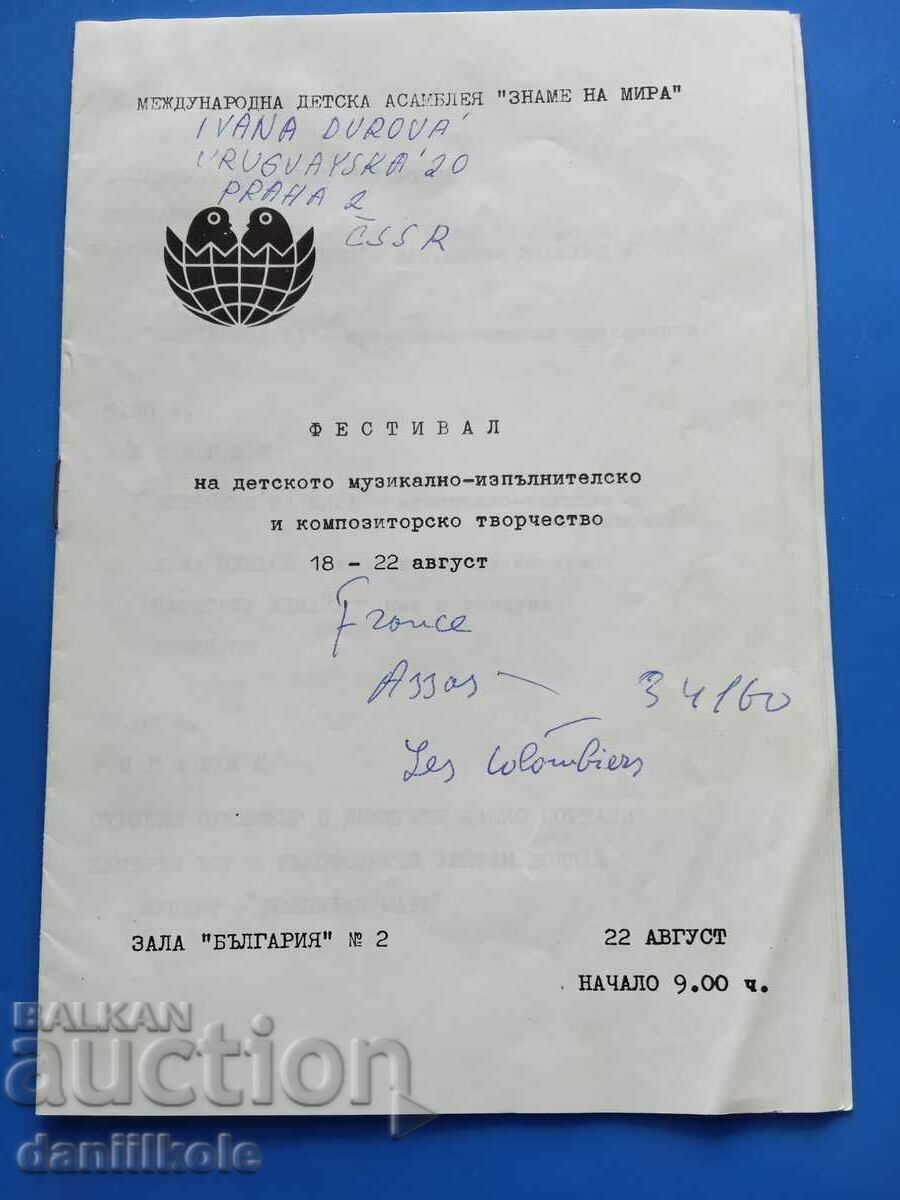 МЕЖДУНАРОДНА ДЕТСКА АСАМБЛЕЯ "ЗНАМЕ НА МИРА"
IVANA DUROVÁ
URUGUAYSKÁ 20
PRAHA 2
ČSSR
ФЕСТИВАЛ
на детското музикално-изпълнителско
и композиторско творчество
18 - 22 август
France
Assas - 34160
Les Colombiers
ЗАЛА "БЪЛГАРИЯ" № 2
22 АВГУСТ
НАЧАЛО 9.00 ч.
BALKAN
auction
daniilkole